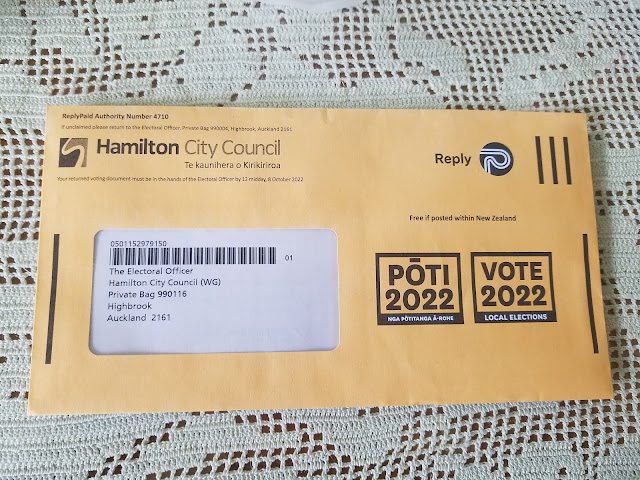 ReplyPaid Authority Number 4710
If unclaimed please return to the Electoral Officer, Private Bag 990004, Highbrook, Auckland 2161
Hamilton City Council
Te kaunihera o Kirikiriroa
Your returned voting document must be in the hands of the Electoral Officer by 12 midday, 8 October 2022
Reply
Free if posted within New Zealand
0501152979150
01
The Electoral Officer
Hamilton City Council (WG)
Private Bag 990116
Highbrook
Auckland 2161
PŌTI
2022
NGA PŌTITANGA Ā-ROHE
VOTE
2022
LOCAL ELECTIONS